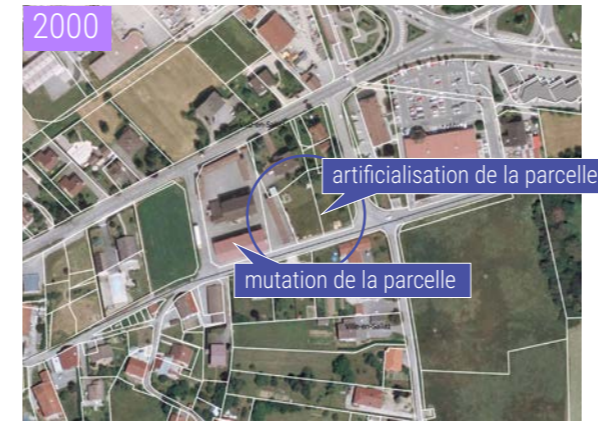 2000
artificialisation de la parcelle
mutation de la parcelle